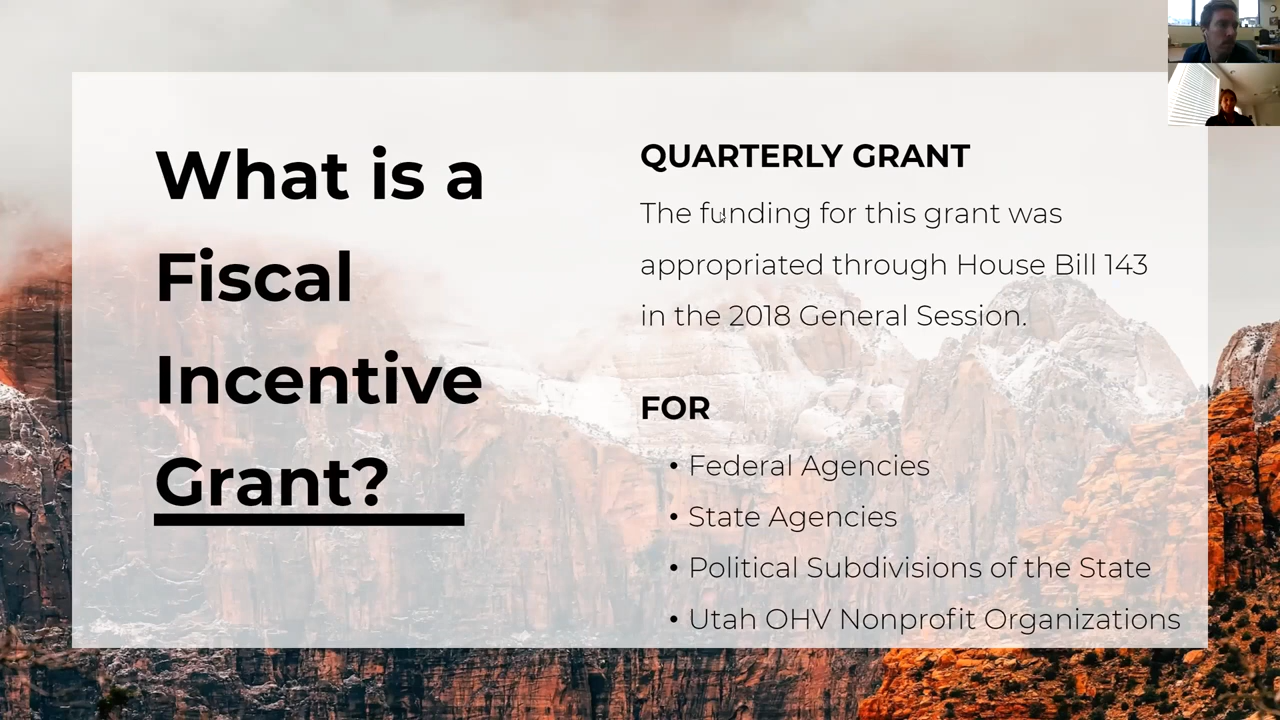 What is a
Fiscal
Incentive
Grant?
QUARTERLY GRANT
The funding for this grant was
appropriated through House Bill 143
in the 2018 General Session.
FOR
• Federal Agencies
• State Agencies
• Political Subdivisions of the State
• Utah OHV Nonprofit Organizations